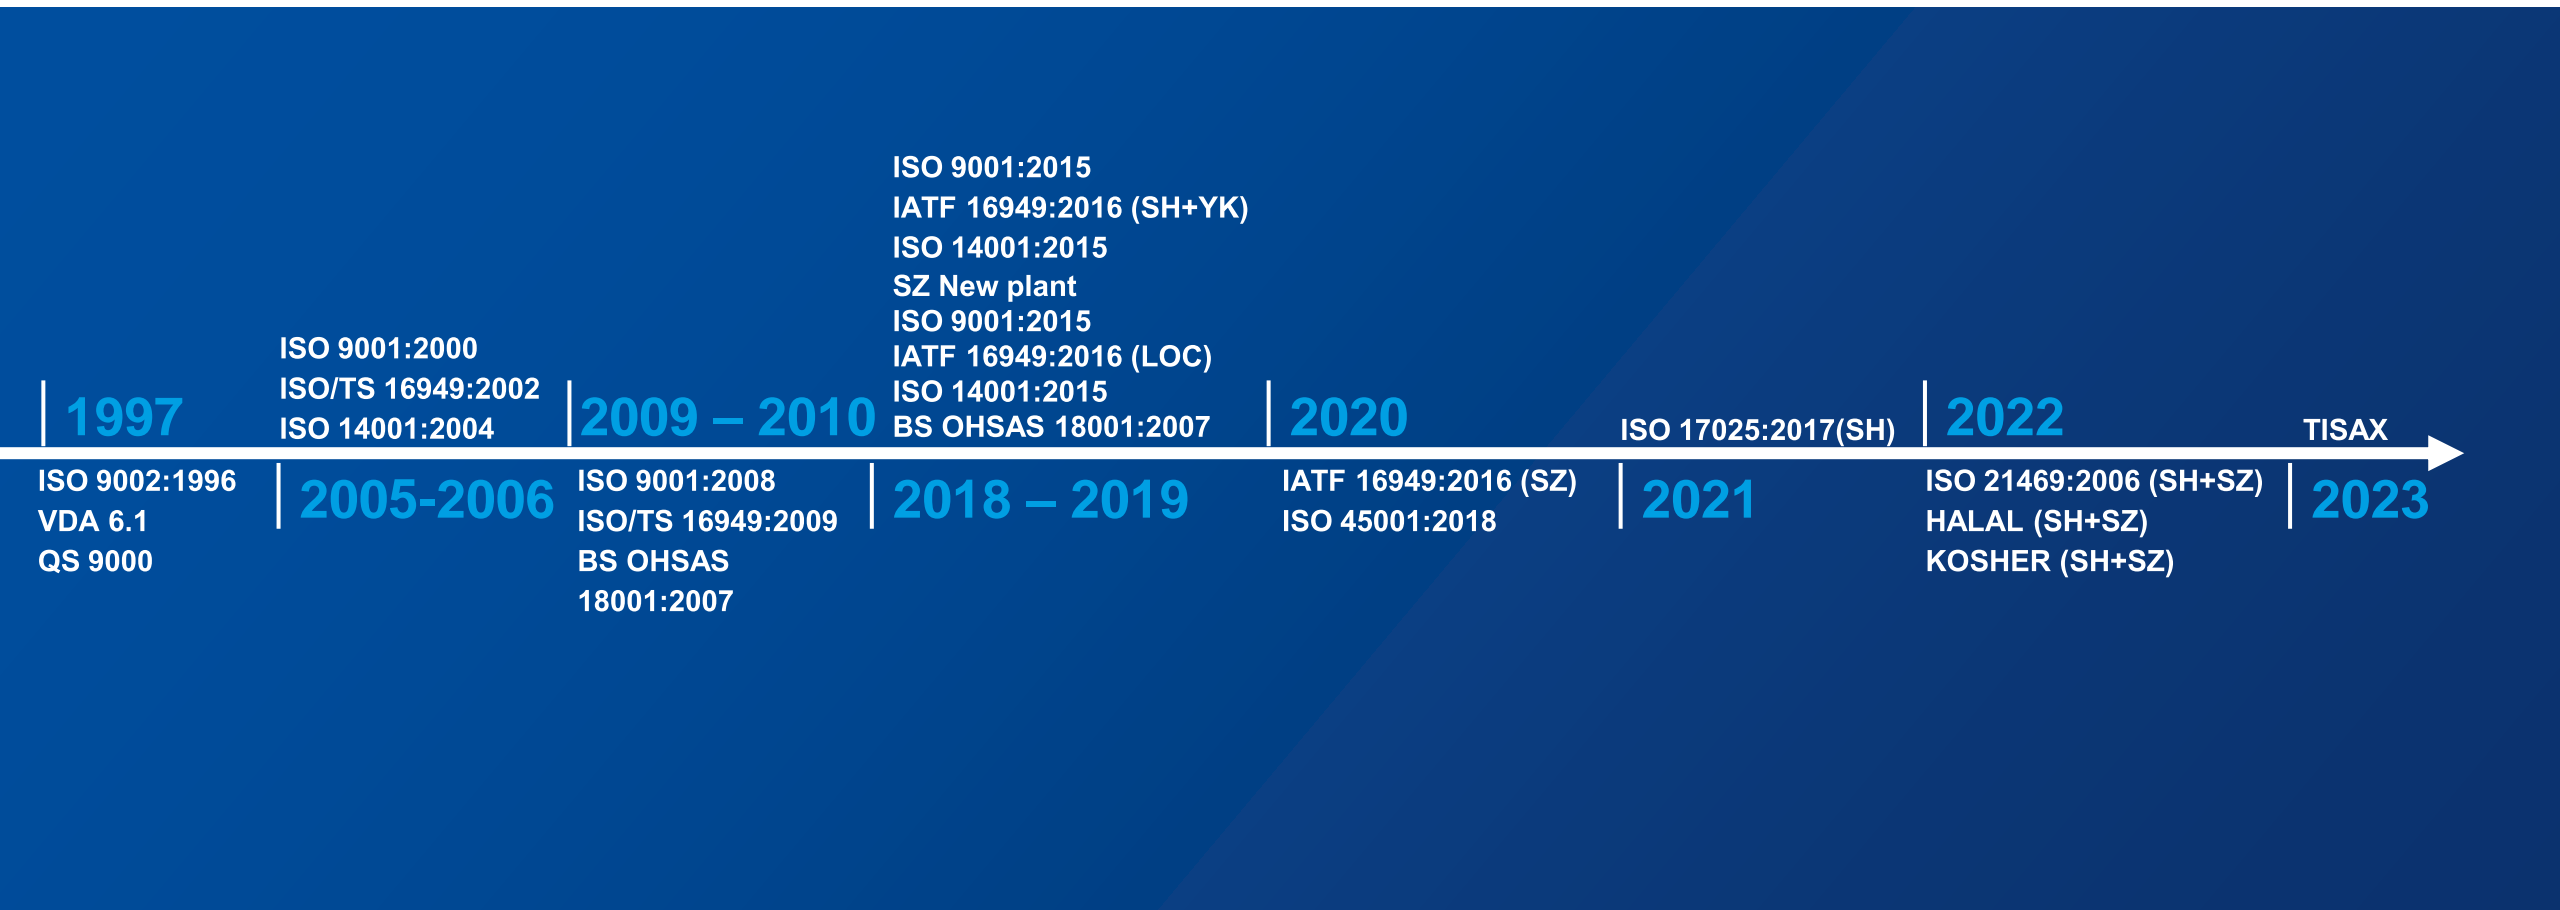 1997
ISO 9002:1996
VDA 6.1
QS 9000
ISO 9001:2000
ISO/TS 16949:2002
ISO 14001:2004
2005-2006
2009 – 2010
ISO 9001:2008
ISO/TS 16949:2009
BS OHSAS
18001:2007
ISO 9001:2015
IATF 16949:2016 (SH+YK)
ISO 14001:2015
SZ New plant
ISO 9001:2015
IATF 16949:2016 (LOC)
ISO 14001:2015
BS OHSAS 18001:2007
2018 – 2019
2020
IATF 16949:2016 (SZ)
ISO 45001:2018
ISO 17025:2017(SH)
2021
2022
ISO 21469:2006 (SH+SZ)
HALAL (SH+SZ)
KOSHER (SH+SZ)
TISAX
2023